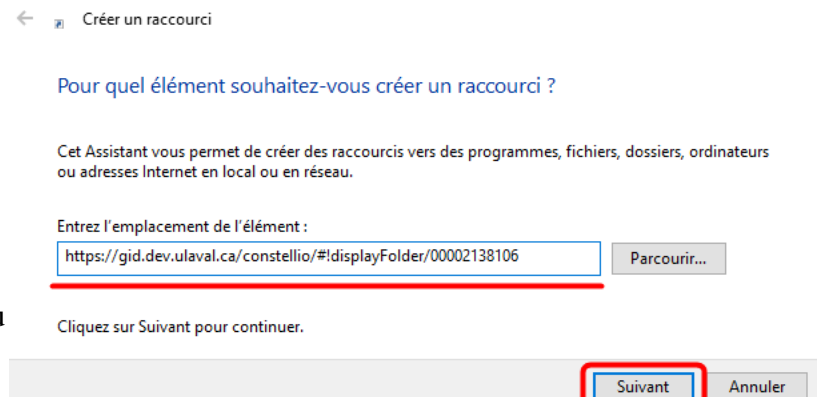 Créer un raccourci
Pour quel élément souhaitez-vous créer un raccourci ?
Cet Assistant vous permet de créer des raccourcis vers des programmes, fichiers, dossiers, ordinateurs
ou adresses Internet en local ou en réseau.
Entrez l'emplacement de l'élément :
https://gid.dev.ulaval.ca/constellio/#!displayFolder/00002138106
Parcourir...
Cliquez sur Suivant pour continuer.
Suivant
Annuler